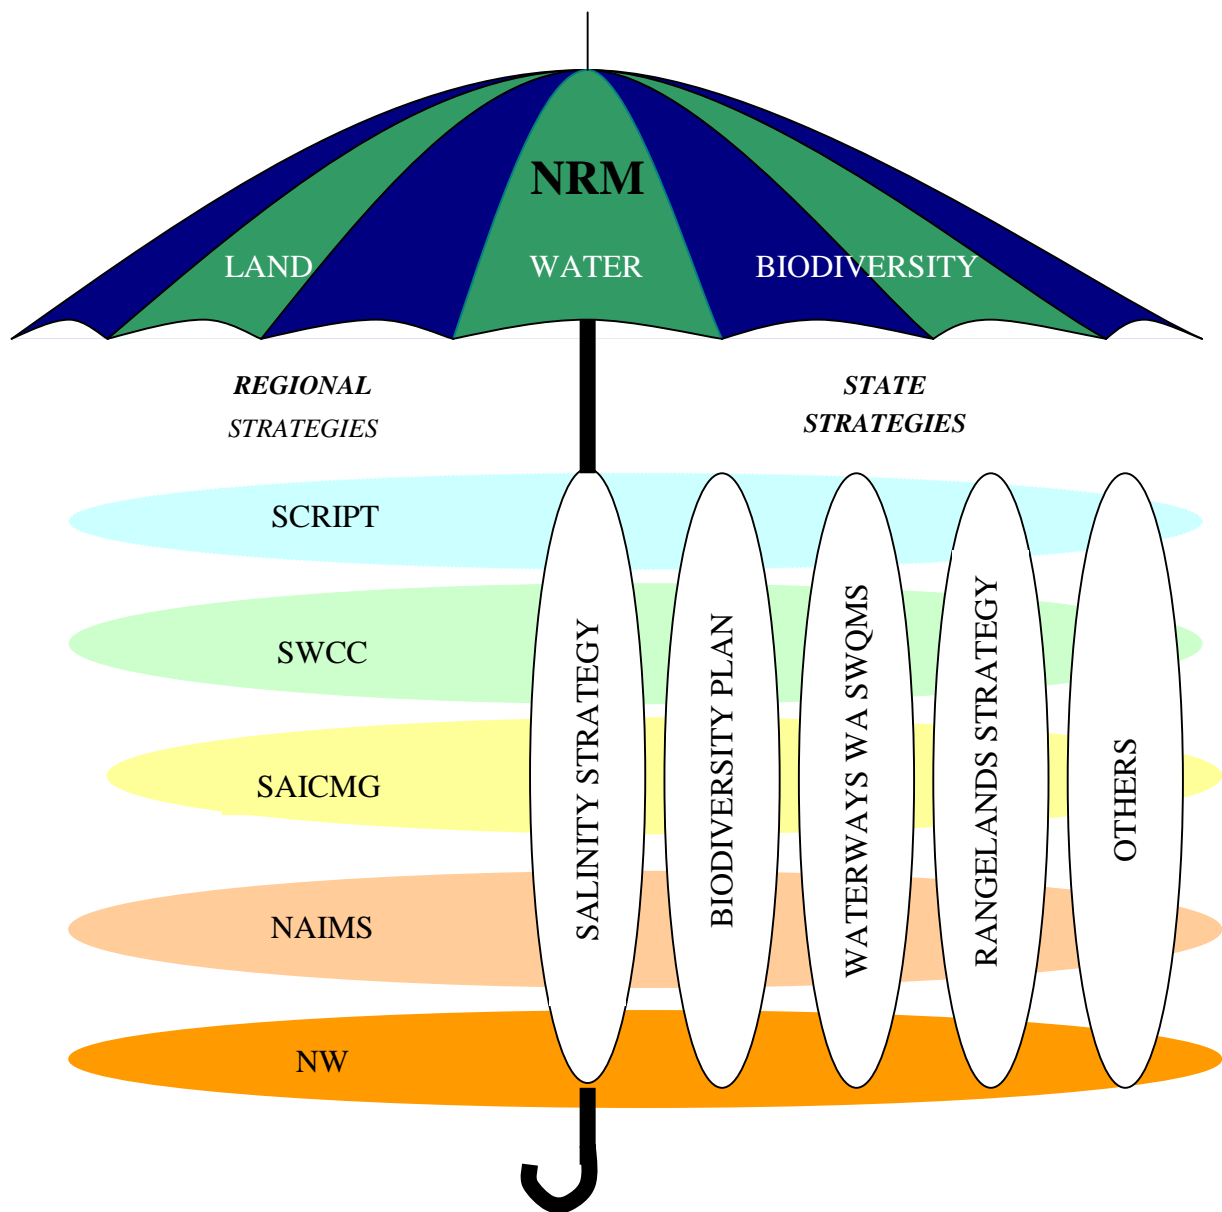 NRM
LAND
WATER
BIODIVERSITY
REGIONAL
STRATEGIES
STATE
STRATEGIES
SCRIPT
SWCC
SAICMG
NAIMS
NW
SALINITY STRATEGY
BIODIVERSITY PLAN
WATERWAYS WA SWQMS
RANGELANDS STRATEGY
OTHERS